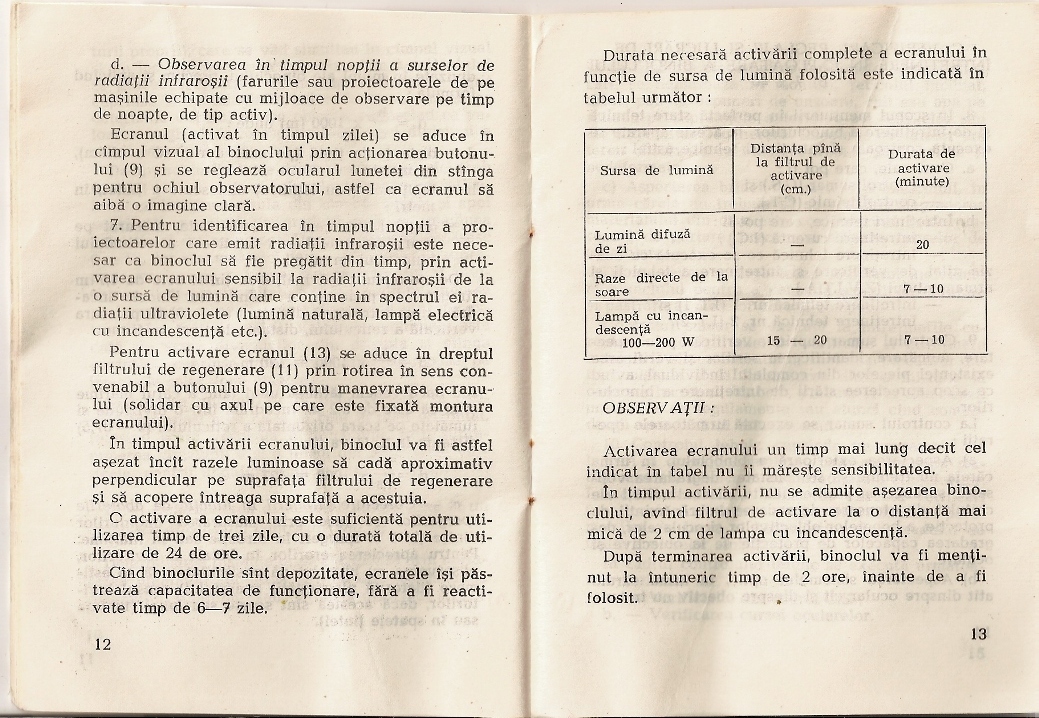 d. — Observarea în timpul nopții a surselor de
radiații infraroșii (farurile sau proiectoarele de pe
mașinile echipate cu mijloace de observare pe timp
de noapte, de tip activ).
Ecranul (activat în timpul zilei) se aduce în
cîmpul vizual al binoclului prin acționarea butonu-
lui (9) și se reglează ocularul lunetei din stînga
pentru ochiul observatorului, astfel ca ecranul să
aibă o imagine clară.
7. Pentru identificarea în timpul nopții a pro-
iectoarelor care emit radiații infraroșii este nece-
sar ca binoclul să fie pregătit din timp, prin acti-
varea ecranului sensibil la radiații infraroșii de la
o sursă de lumină care conține în spectrul ei ra-
diații ultraviolete (lumină naturală, lampă electrică
cu incandescență etc.).
Pentru activare ecranul (13) se aduce în dreptul
filtrului de regenerare (11) prin rotirea în sens con-
venabil a butonului (9) pentru manevrarea ecranu-
lui (solidar cu axul pe care este fixată montura
ecranului).
În timpul activării ecranului, binoclul va fi astfel
așezat încît razele luminoase să cadă aproximativ
perpendicular pe suprafața filtrului de regenerare
și să acopere întreaga suprafață a acestuia.
O activare a ecranului este suficientă pentru uti-
lizarea timp de trei zile, cu o durată totală de uti-
lizare de 24 de ore.
Cînd binoclurile sînt depozitate, ecranele își păs-
trează capacitatea de funcționare, fără a fi reacti-
vate timp de 6—7 zile.
12
Durata necesară activării complete a ecranului în
funcție de sursa de lumină folosită este indicată în
tabelul următor :
Sursa de lumină
Distanța pînă
la filtrul de
activare
(cm.)
Durata de
activare
(minute)
Lumină difuză
de zi — 20
Raze directe de la
soare — 7—10
Lampă cu incan-
descență
100—200 W 15 — 20 7—10
OBSERVAȚII :
Activarea ecranului un timp mai lung decît cel
indicat în tabel nu îi mărește sensibilitatea.
În timpul activării, nu se admite așezarea bino-
clului, avînd filtrul de activare la o distanță mai
mică de 2 cm de lampa cu incandescență.
După terminarea activării, binoclul va fi menți-
nut la întuneric timp de 2 ore, înainte de a fi
folosit.
13